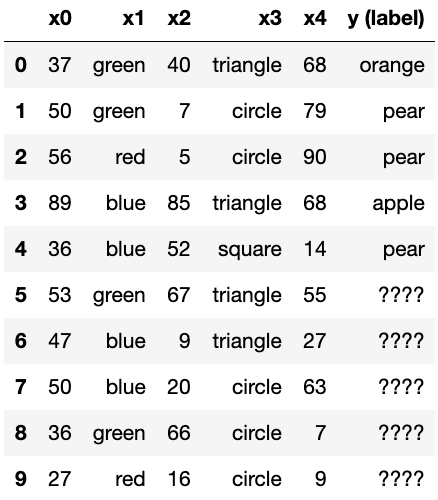 x0 x1 x2 x3 x4 y (label)
0 37 green 40 triangle 68 orange
1 50 green 7 circle 79 pear
2 56 red 5 circle 90 pear
3 89 blue 85 triangle 68 apple
4 36 blue 52 square 14 pear
5 53 green 67 triangle 55 ????
6 47 blue 9 triangle 27 ????
7 50 blue 20 circle 63 ????
8 36 green 66 circle 7 ????
9 27 red 16 circle 9 ????